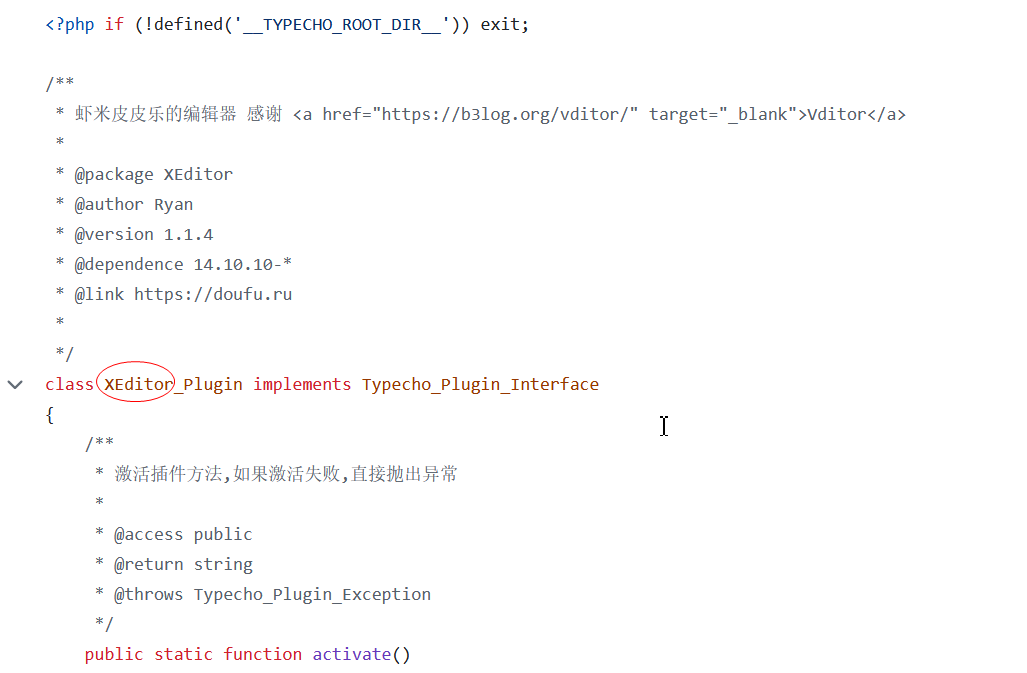 <?php if (!defined('__TYPECHO_ROOT_DIR__')) exit;
/**
 * 虾米皮皮乐的编辑器 感谢 <a href="https://b3log.org/vditor/" target="_blank">Vditor</a>
 *
 * @package XEditor
 * @author Ryan
 * @version 1.1.4
 * @dependence 14.10.10-*
 * @link https://doufu.ru
 *
 */
class XEditor_Plugin implements Typecho_Plugin_Interface
{
    /**
     * 激活插件方法,如果激活失败,直接抛出异常
     *
     * @access public
     * @return string
     * @throws Typecho_Plugin_Exception
     */
    public static function activate()